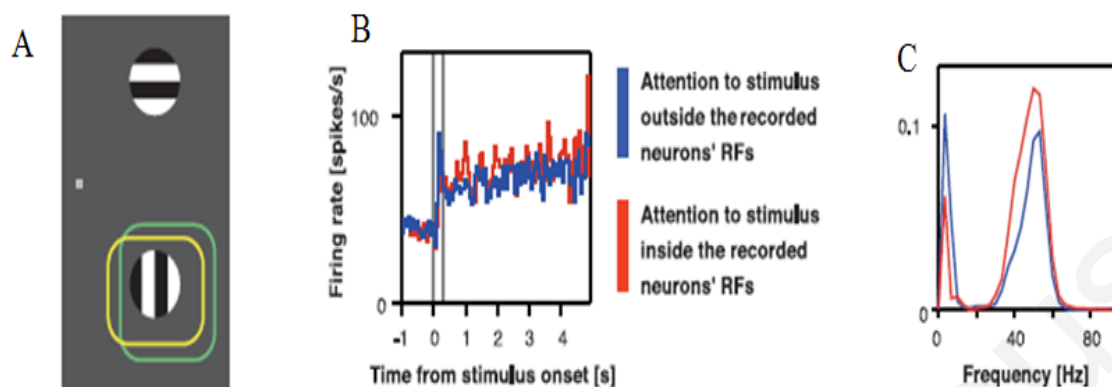 A
B
C
Firing rate [spikes/s]
100
0
-1 0 1 2 3 4
Time from stimulus onset [s]
Attention to stimulus
outside the recorded
neurons' RFs
Attention to stimulus
inside the recorded
neurons' RFs
0.1
0
0 40 80
Frequency [Hz]